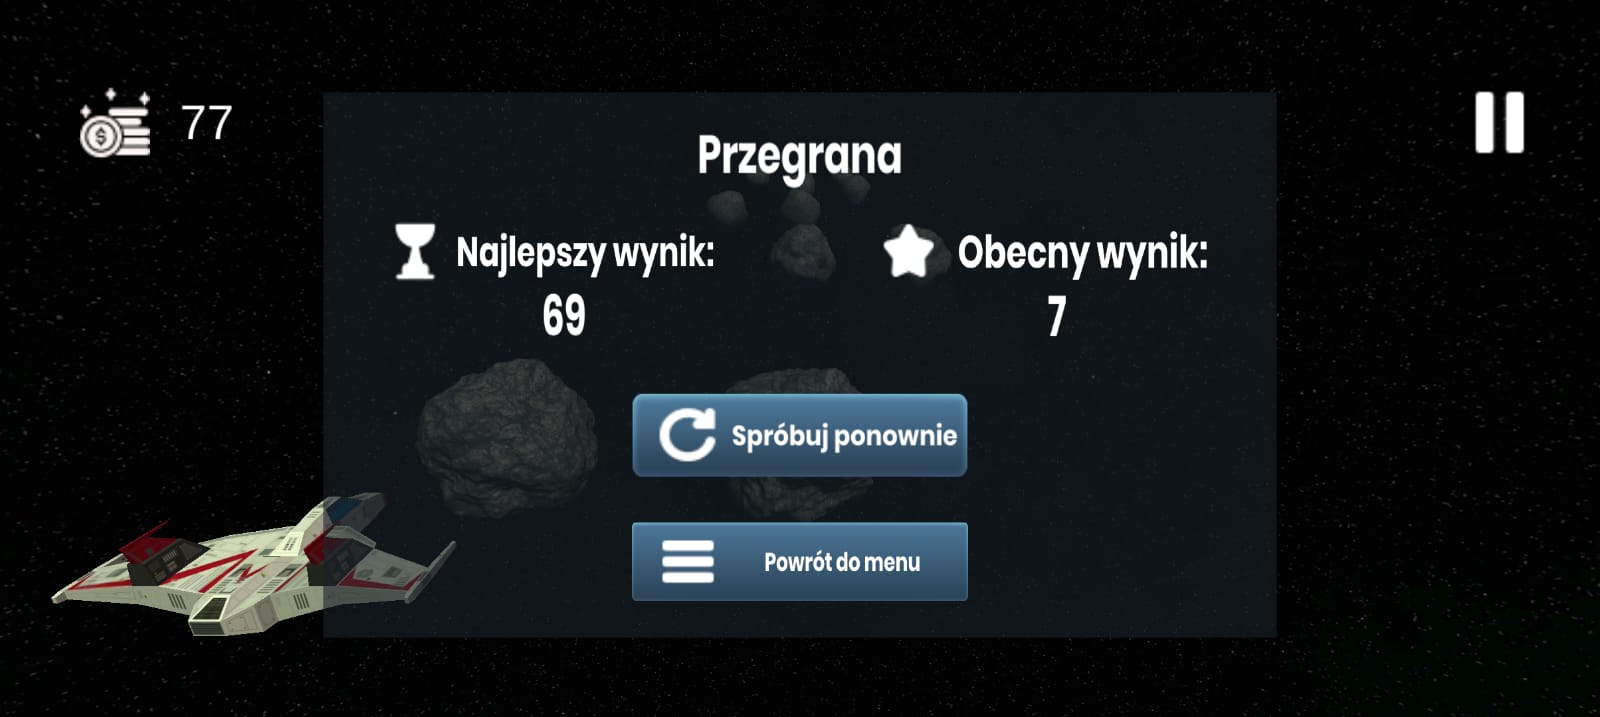 77
Przegrana
Najlepszy wynik:
69
Obecny wynik:
7
Spróbuj ponownie
Powrót do menu